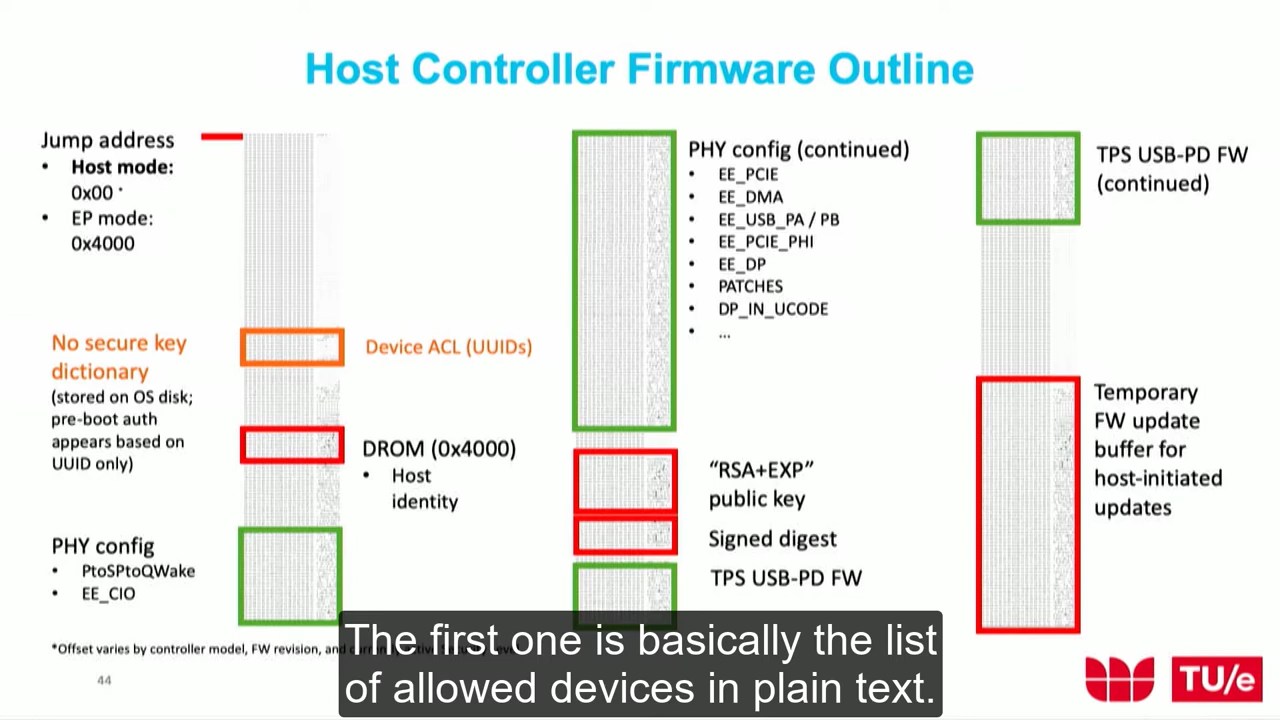 Host Controller Firmware Outline
Jump address
• Host mode:
0x00 *
• EP mode:
0x4000
No secure key
dictionary
(stored on OS disk;
pre-boot auth
appears based on
UUID only)
Device ACL (UUIDs)
DROM (0x4000)
• Host
identity
PHY config
• PtoSPtoQWake
• EE_CIO
PHY config (continued)
• EE_PCIE
• EE_DMA
• EE_USB_PA / PB
• EE_PCIE_PHI
• EE_DP
• PATCHES
• DP_IN_UCODE
• ...
“RSA+EXP”
public key
Signed digest
TPS USB-PD FW
TPS USB-PD FW
(continued)
Temporary
FW update
buffer for
host-initiated
updates
*Offset varies by controller model, FW revision, and
44
The first one is basically the list
of allowed devices in plain text.
TU/e